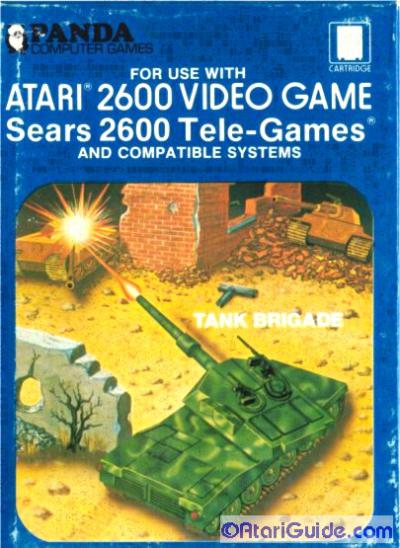 PANDA
COMPUTER GAMES
CARTRIDGE
FOR USE WITH
ATARI® 2600 VIDEO GAME
Sears 2600 Tele-Games®
AND COMPATIBLE SYSTEMS
TANK BRIGADE
©AtariGuide.com